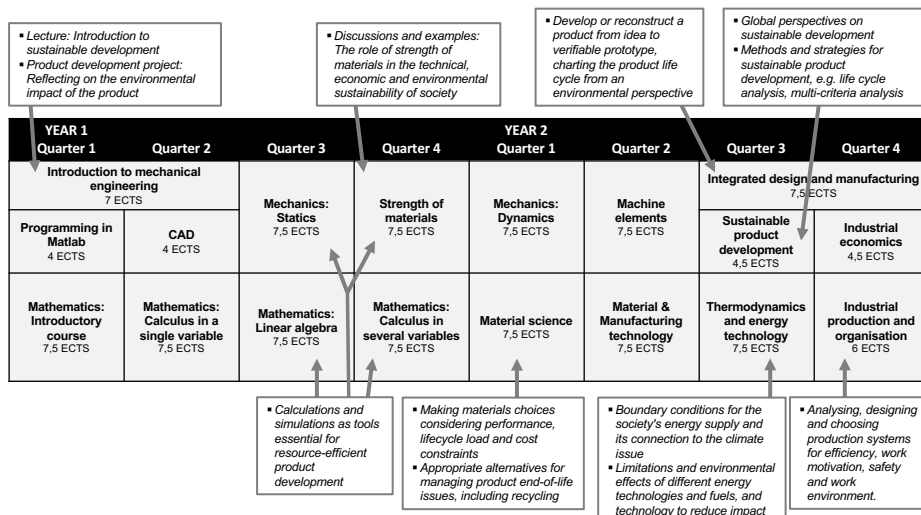 ▪ Lecture: Introduction to
sustainable development
▪ Product development project:
Reflecting on the environmental
impact of the product
▪ Discussions and examples:
The role of strength of
materials in the technical,
economic and environmental
sustainability of society
▪ Develop or reconstruct a
product from idea to
verifiable prototype,
charting the product life
cycle from an
environmental perspective
▪ Global perspectives on
sustainable development
▪ Methods and strategies for
sustainable product
development, e.g. life cycle
analysis, multi-criteria analysis
YEAR 1
Quarter 1
Quarter 2
Quarter 3
Quarter 4
YEAR 2
Quarter 1
Quarter 2
Quarter 3
Quarter 4
Introduction to mechanical
engineering
7 ECTS
Mechanics:
Statics
7,5 ECTS
Strength of
materials
7,5 ECTS
Mechanics:
Dynamics
7,5 ECTS
Machine
elements
7,5 ECTS
Integrated design and manufacturing
7,5 ECTS
Programming in
Matlab
4 ECTS
CAD
4 ECTS
Sustainable
product
development
4,5 ECTS
Industrial
economics
4,5 ECTS
Mathematics:
Introductory
course
7,5 ECTS
Mathematics:
Calculus in a
single variable
7,5 ECTS
Mathematics:
Linear algebra
7,5 ECTS
Mathematics:
Calculus in
several variables
7,5 ECTS
Material science
7,5 ECTS
Material &
Manufacturing
technology
7,5 ECTS
Thermodynamics
and energy
technology
7,5 ECTS
Industrial
production and
organisation
6 ECTS
▪ Calculations and
simulations as tools
essential for
resource-efficient
product
development
▪ Making materials choices
considering performance,
lifecycle load and cost
constraints
▪ Appropriate alternatives for
managing product end-of-life
issues, including recycling
▪ Boundary conditions for the
society's energy supply and
its connection to the climate
issue
▪ Limitations and environmental
effects of different energy
technologies and fuels, and
technology to reduce impact
▪ Analysing, designing
and choosing
production systems
for efficiency, work
motivation, safety
and work
environment.